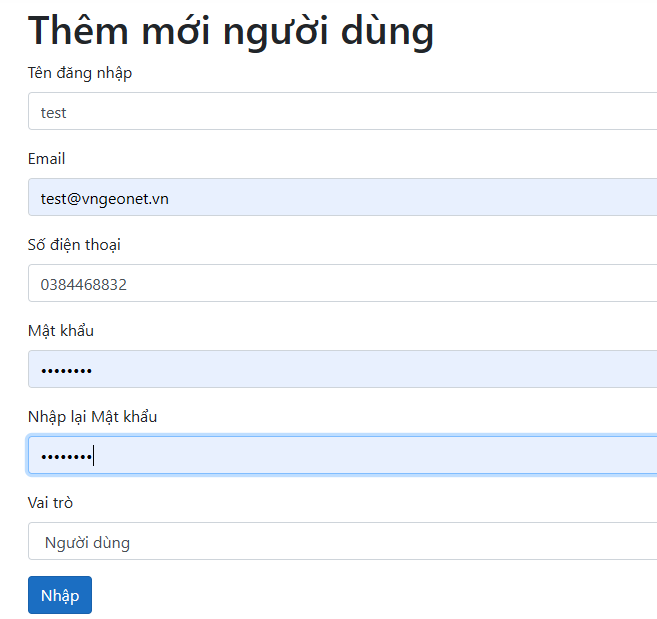 Thêm mới người dùng
Tên đăng nhập
test
Email
test@vngeonet.vn
Số điện thoại
0384468832
Mật khẩu
••••••••
Nhập lại Mật khẩu
••••••••
Vai trò
Người dùng
Nhập